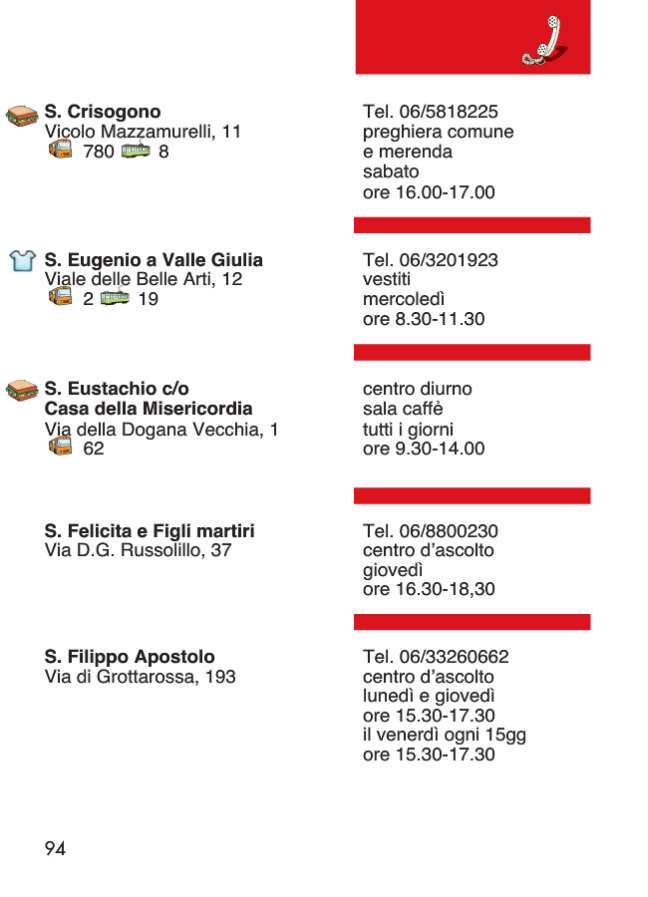 S. Crisogono
Vicolo Mazzamurelli, 11
780 8
Tel. 06/5818225
preghiera comune
e merenda
sabato
ore 16.00-17.00
S. Eugenio a Valle Giulia
Viale delle Belle Arti, 12
2 19
Tel. 06/3201923
vestiti
mercoledì
ore 8.30-11.30
S. Eustachio c/o
Casa della Misericordia
Via della Dogana Vecchia, 1
62
centro diurno
sala caffè
tutti i giorni
ore 9.30-14.00
S. Felicita e Figli martiri
Via D.G. Russolillo, 37
Tel. 06/8800230
centro d'ascolto
giovedì
ore 16.30-18,30
S. Filippo Apostolo
Via di Grottarossa, 193
Tel. 06/33260662
centro d'ascolto
lunedì e giovedì
ore 15.30-17.30
il venerdì ogni 15gg
ore 15.30-17.30
94